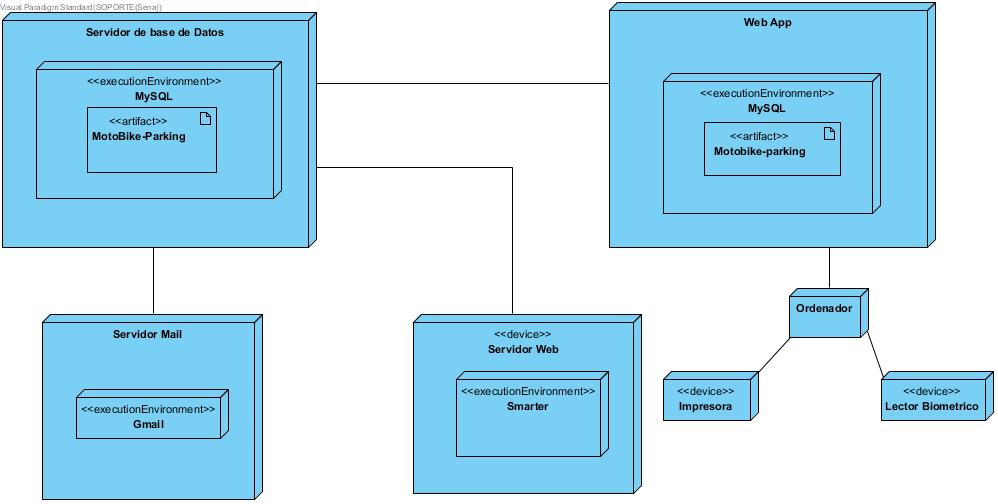 Visual Paradigm Standard(SOPORTE(Sena))
Servidor de base de Datos
<<executionEnvironment>>
MySQL
<<artifact>>
MotoBike-Parking
Web App
<<executionEnvironment>>
MySQL
<<artifact>>
Motobike-parking
Ordenador
Servidor Mail
<<executionEnvironment>>
Gmail
<<device>>
Servidor Web
<<executionEnvironment>>
Smarter
<<device>>
Impresora
<<device>>
Lector Biometrico